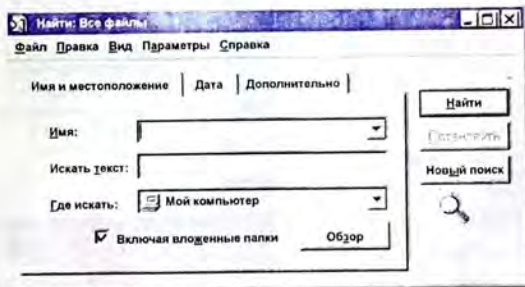 Найти: Все файлы
Файл Правка Вид Параметры Справка
Имя и местоположение Дата Дополнительно
Имя:
Искать текст:
Где искать: Мой компьютер
Включая вложенные папки Обзор
Найти
Остановить
Новый поиск